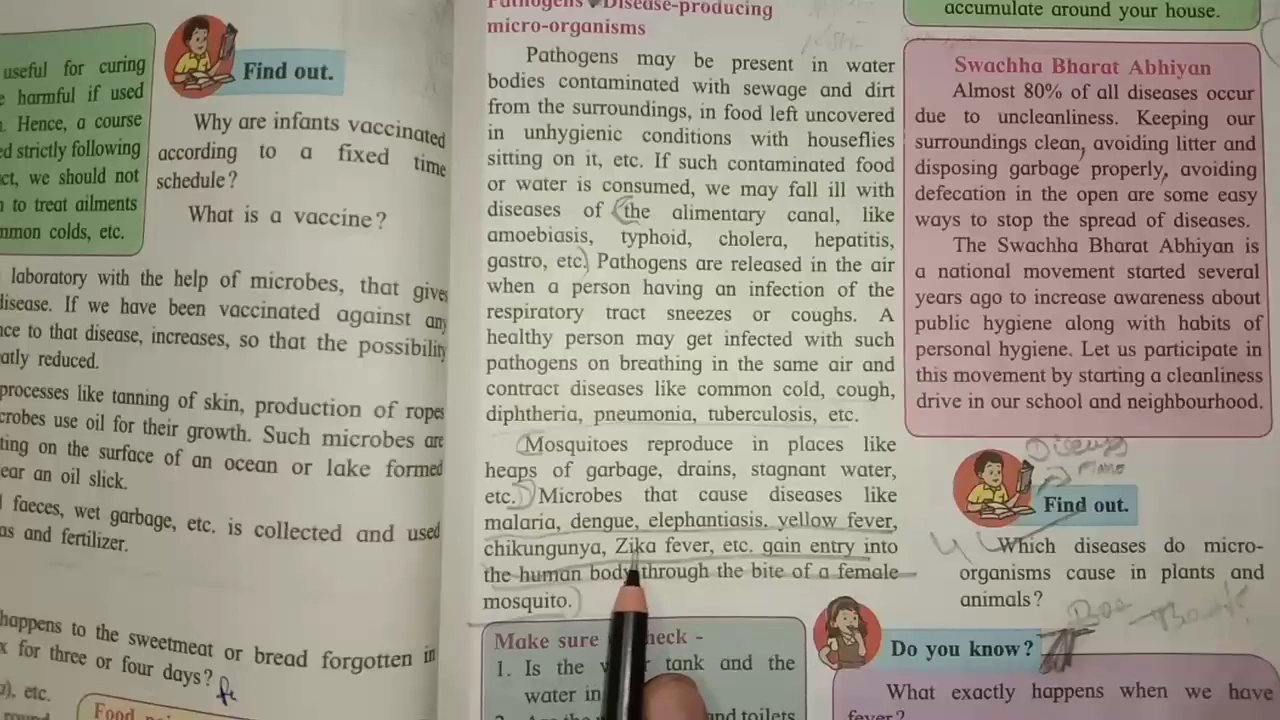 useful for curing
harmful if used
Hence, a course
strictly following
we should not
to treat ailments
colds, etc.
Find out.
Why are infants vaccinated
according to a fixed time
schedule?
What is a vaccine?
laboratory with the help of microbes, that gives
disease. If we have been vaccinated against any
to that disease, increases, so that the possibility
reduced.
processes like tanning of skin, production of ropes
use oil for their growth. Such microbes are
on the surface of an ocean or lake formed
an oil slick.
faeces, wet garbage, etc. is collected and used
as and fertilizer.
happens to the sweetmeat or bread forgotten in
for three or four days?
etc.
Food
Pathogens Disease-producing
micro-organisms
Pathogens may be present in water
bodies contaminated with sewage and dirt
from the surroundings, in food left uncovered
in unhygienic conditions with houseflies
sitting on it, etc. If such contaminated food
or water is consumed, we may fall ill with
diseases of the alimentary canal, like
amoebiasis, typhoid, cholera, hepatitis,
gastro, etc. Pathogens are released in the air
when a person having an infection of the
respiratory tract sneezes or coughs. A
healthy person may get infected with such
pathogens on breathing in the same air and
contract diseases like common cold, cough,
diphtheria, pneumonia, tuberculosis, etc.
Mosquitoes reproduce in places like
heaps of garbage, drains, stagnant water,
etc. Microbes that cause diseases like
malaria, dengue, elephantiasis. yellow fever,
chikungunya, Zika fever, etc. gain entry into
the human body through the bite of a female
mosquito.
Make sure
1. Is the tank and the
water in
and toilets
accumulate around your house.
Swachha Bharat Abhiyan
Almost 80% of all diseases occur
due to uncleanliness. Keeping our
surroundings clean, avoiding litter and
disposing garbage properly, avoiding
defecation in the open are some easy
ways to stop the spread of diseases.
The Swachha Bharat Abhiyan is
a national movement started several
years ago to increase awareness about
public hygiene along with habits of
personal hygiene. Let us participate in
this movement by starting a cleanliness
drive in our school and neighbourhood.
Find out.
Which diseases do micro-
organisms cause in plants and
animals?
Do you know?
What exactly happens when we have
fever?